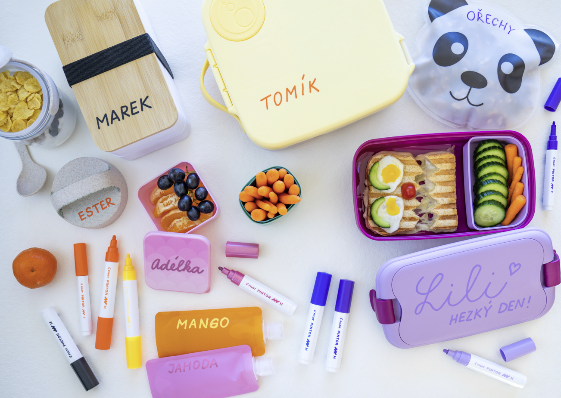 OŘECHY
TOMÍK
MAREK
ESTER
Adélka
MANGO
JAHODA
Lili
HEZKÝ DEN!